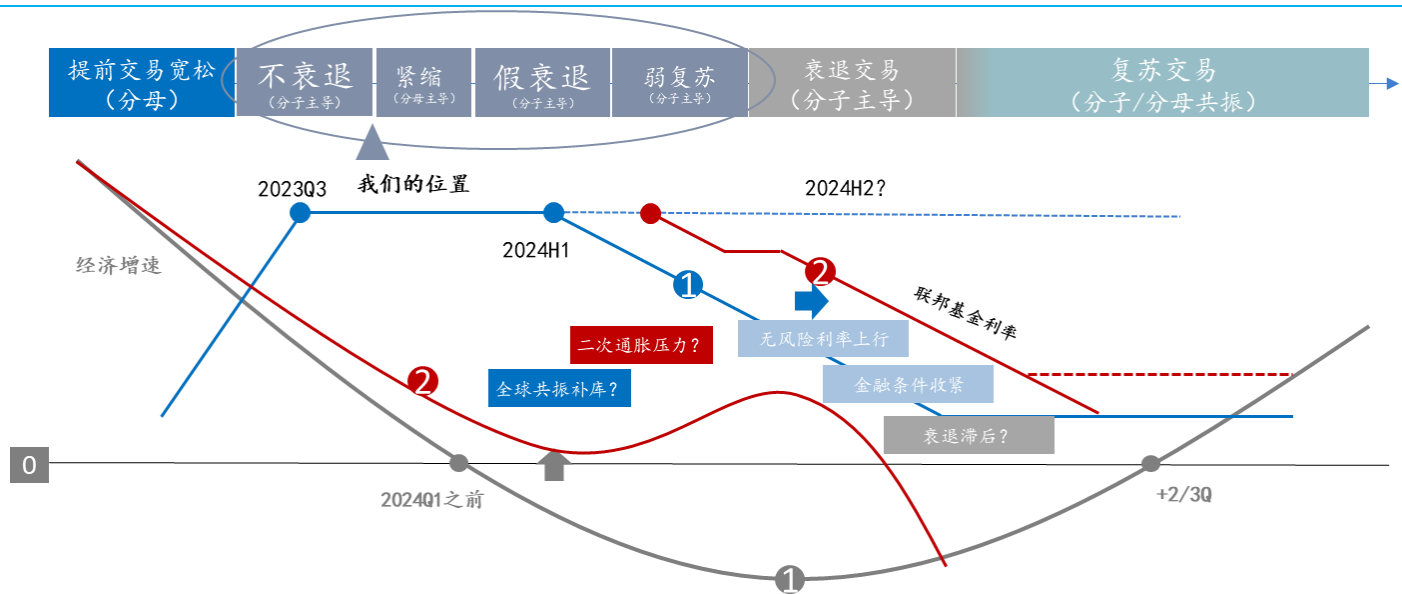 提前交易宽松
（分母）
不衰退
（分子主导）
紧缩
（分母主导）
假衰退
（分子主导）
弱复苏
（分子主导）
衰退交易
（分子主导）
复苏交易
（分子/分母共振）
2023Q3
我们的位置
2024H2?
2024H1
经济增速
1
2
联邦基金利率
二次通胀压力?
无风险利率上行
2
全球共振补库?
金融条件收紧
衰退滞后?
0
2024Q1之前
+2/3Q
1